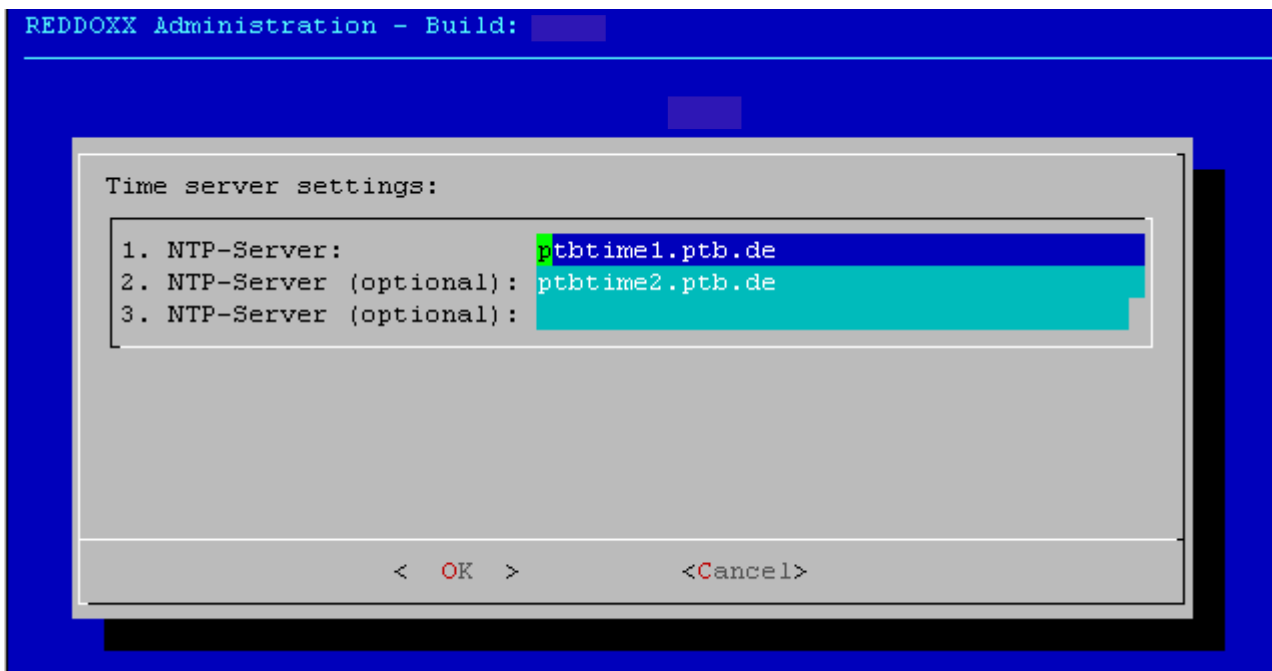 REDDOXX Administration - Build:
Time server settings:
1. NTP-Server: ptbtime1.ptb.de
2. NTP-Server (optional): ptbtime2.ptb.de
3. NTP-Server (optional):
< OK > <Cancel>